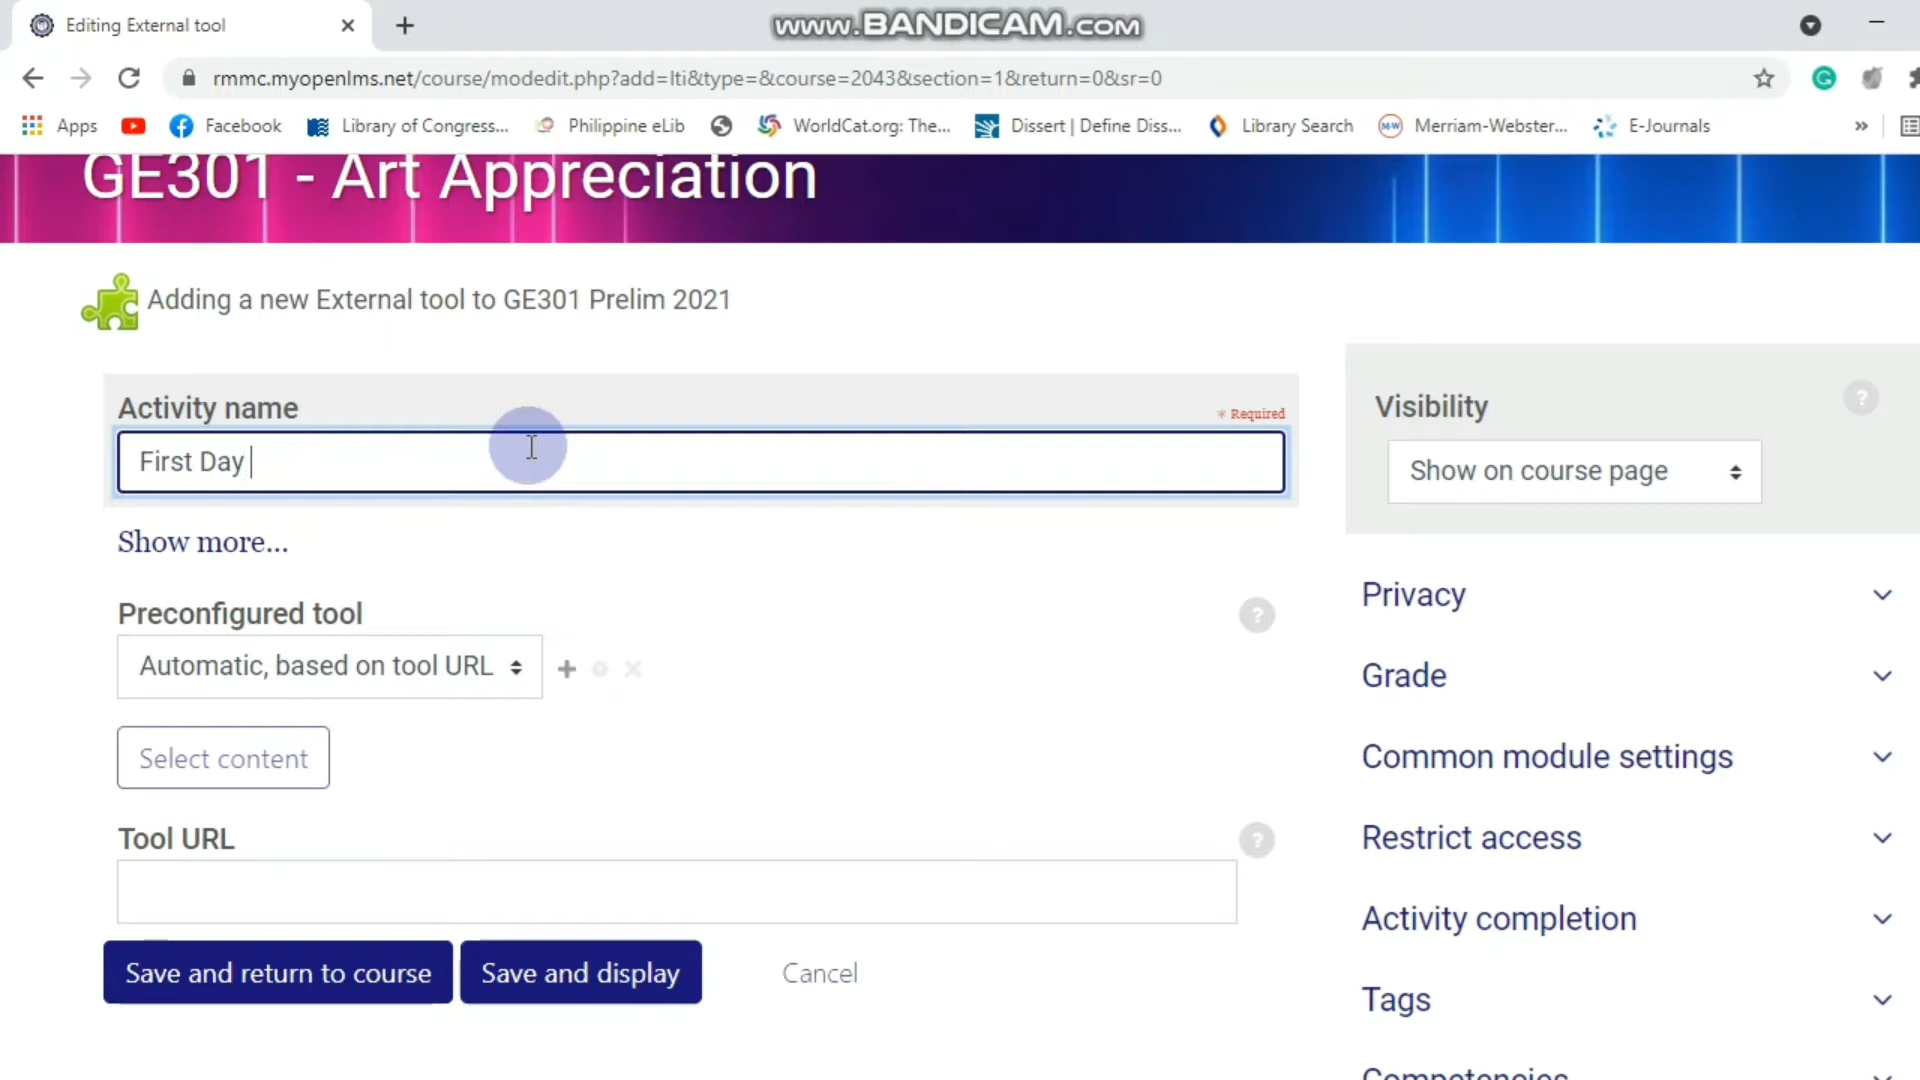 Editing External tool
www.BANDICAM.com
rmmc.myopenlms.net/course/modedit.php?add=lti&type=&course=2043&section=1&return=0&sr=0
Apps
Facebook
Library of Congress...
Philippine eLib
WorldCat.org: The...
Dissert | Define Diss...
Library Search
M-W
Merriam-Webster...
E-Journals
»
GE301 - Art Appreciation
Adding a new External tool to GE301 Prelim 2021
Activity name
* Required
First Day
Show more...
Preconfigured tool
?
Automatic, based on tool URL
Select content
Tool URL
?
Save and return to course
Save and display
Cancel
Visibility
?
Show on course page
Privacy
Grade
Common module settings
Restrict access
Activity completion
Tags
Competencies